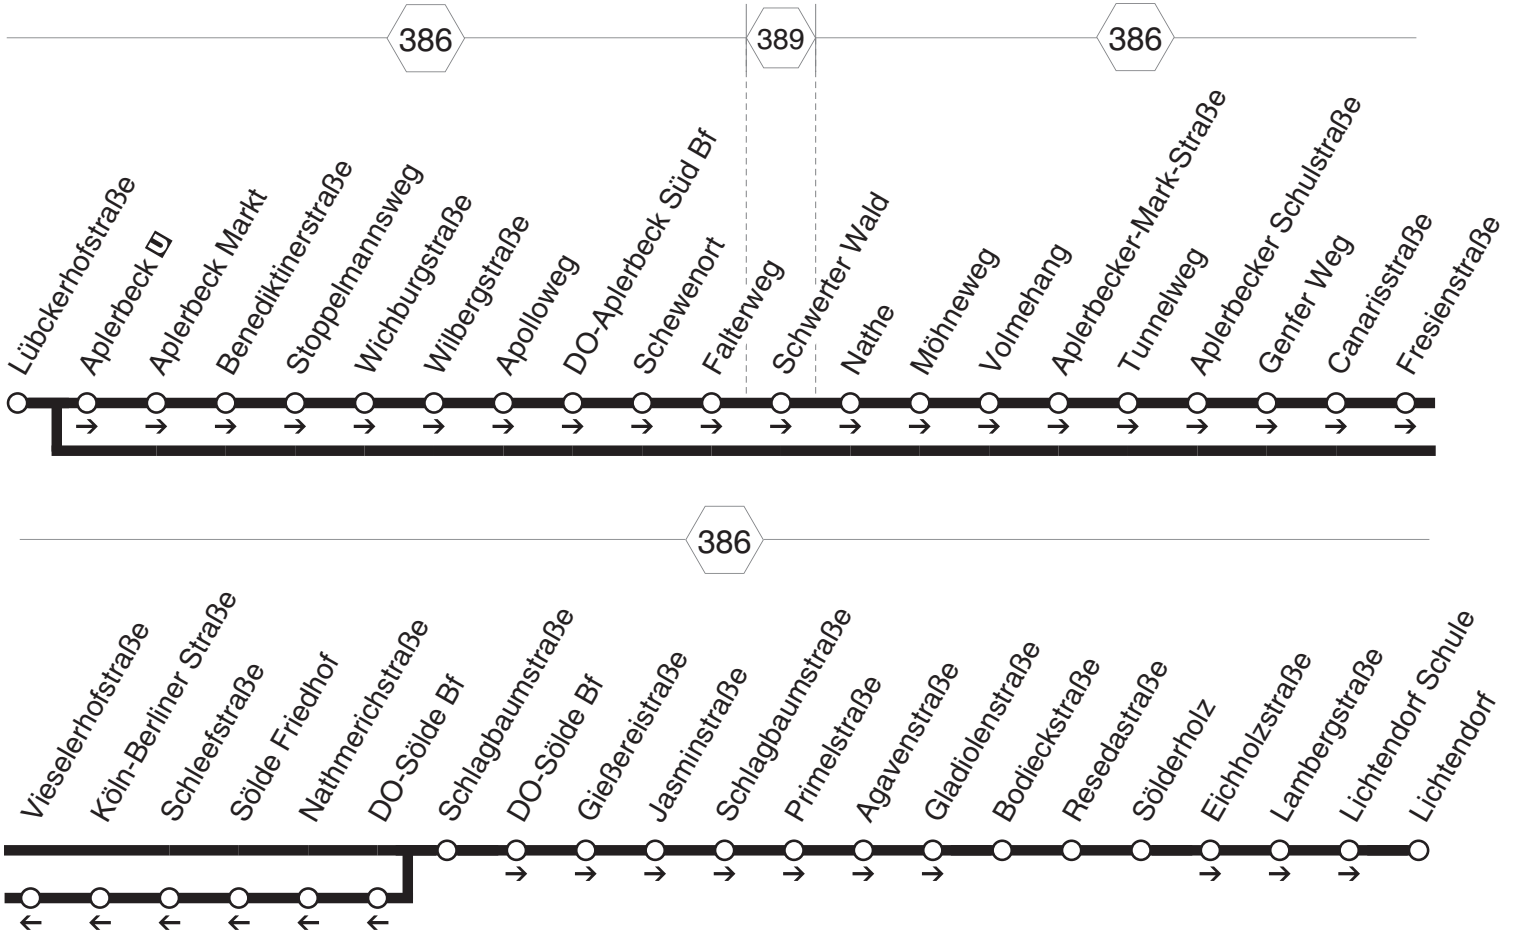 386
389
386
Lübckerhofstraße
Aplerbeck U
Aplerbeck Markt
Benediktinerstraße
Stoppelmannsweg
Wichburgstraße
Wilbergstraße
Apolloweg
DO-Aplerbeck Süd Bf
Schewenort
Falterweg
Schwerter Wald
Nathe
Möhneweg
Volmehang
Aplerbecker-Mark-Straße
Tunnelweg
Aplerbecker Schulstraße
Genfer Weg
Canarisstraße
Fresienstraße
386
Vieselerhofstraße
Köln-Berliner Straße
Schleefstraße
Sölde Friedhof
Nathmerichstraße
DO-Sölde Bf
Schlagbaumstraße
DO-Sölde Bf
Gießereistraße
Jasminstraße
Schlagbaumstraße
Primelstraße
Agavenstraße
Gladiolenstraße
Bodieckstraße
Resedastraße
Sölderholz
Eichholzstraße
Lambergstraße
Lichtendorf Schule
Lichtendorf